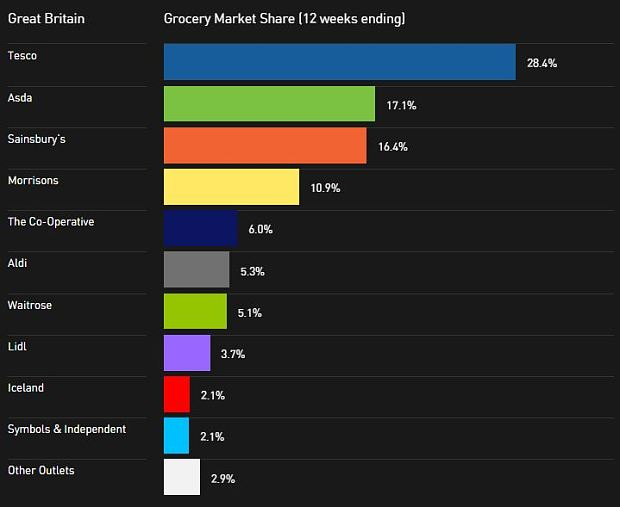 Great Britain
Grocery Market Share (12 weeks ending)
Tesco
28.4%
Asda
17.1%
Sainsbury's
16.4%
Morrisons
10.9%
The Co-Operative
6.0%
Aldi
5.3%
Waitrose
5.1%
Lidl
3.7%
Iceland
2.1%
Symbols & Independent
2.1%
Other Outlets
2.9%